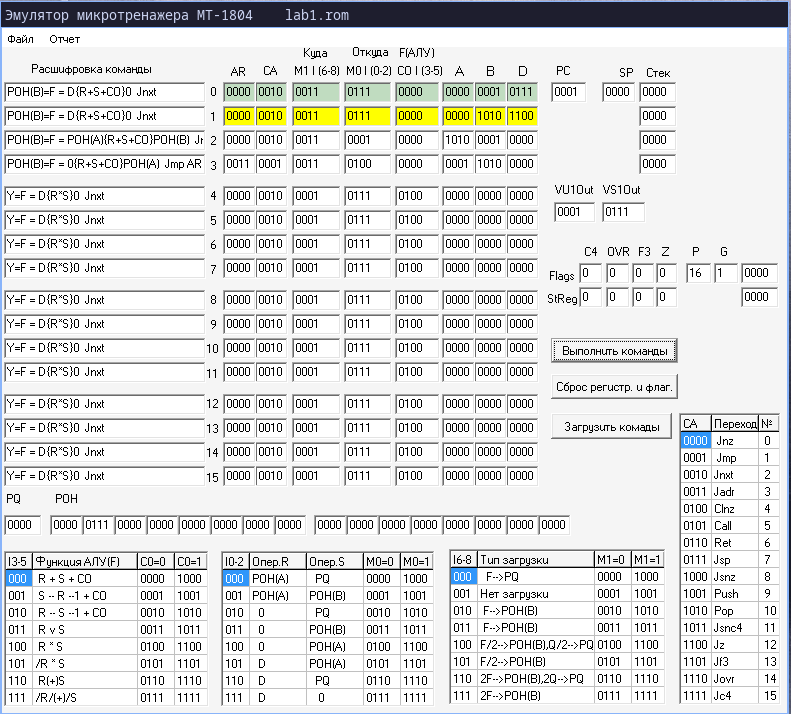 Эмулятор микротренажера МТ-1804 lab1.rom
Файл Отчет
Куда Откуда F(АЛУ)
Расшифровка команды AR CA M1 I (6-8) M0 I (0-2) C0 I (3-5) A B D PC SP Стек
РОН(B)=F = D{R+S+C0}0 Jnxt 0 0000 0010 0011 0111 0000 0000 0001 0111 0001 0000 0000
РОН(B)=F = D{R+S+C0}0 Jnxt 1 0000 0010 0011 0111 0000 0000 1010 1100 0000
РОН(B)=F = РОН(A){R+S+C0}РОН(B) Jn 2 0000 0010 0011 0001 0000 1010 0001 0000 0000
РОН(B)=F = 0{R+S+C0}РОН(A) Jmp AR 3 0011 0001 0011 0100 0000 0001 1010 0000 0000
Y=F = D{R*S}0 Jnxt 4 0000 0010 0001 0111 0100 0000 0000 0000
VU1Out VS1Out
Y=F = D{R*S}0 Jnxt 5 0000 0010 0001 0111 0100 0000 0000 0000 0001 0111
Y=F = D{R*S}0 Jnxt 6 0000 0010 0001 0111 0100 0000 0000 0000
C4 OVR F3 Z P G
Y=F = D{R*S}0 Jnxt 7 0000 0010 0001 0111 0100 0000 0000 0000
Flags 0 0 0 0 16 1 0000
Y=F = D{R*S}0 Jnxt 8 0000 0010 0001 0111 0100 0000 0000 0000
StReg 0 0 0 0 0000
Y=F = D{R*S}0 Jnxt 9 0000 0010 0001 0111 0100 0000 0000 0000
Y=F = D{R*S}0 Jnxt 10 0000 0010 0001 0111 0100 0000 0000 0000
Выполнить команды
Y=F = D{R*S}0 Jnxt 11 0000 0010 0001 0111 0100 0000 0000 0000
Сброс регистр. и флаг.
Y=F = D{R*S}0 Jnxt 12 0000 0010 0001 0111 0100 0000 0000 0000
Y=F = D{R*S}0 Jnxt 13 0000 0010 0001 0111 0100 0000 0000 0000
Загрузить комады
Y=F = D{R*S}0 Jnxt 14 0000 0010 0001 0111 0100 0000 0000 0000
Y=F = D{R*S}0 Jnxt 15 0000 0010 0001 0111 0100 0000 0000 0000
PQ РОН
0000 0000 0111 0000 0000 0000 0000 0000 0000 0000 0000 0000 0000 0000 0000 0000 0000
I3-5 Функция АЛУ(F) C0=0 C0=1
000 R + S + C0 0000 1000
001 S -- R --1 + C0 0001 1001
010 R -- S --1 + C0 0010 1010
011 R v S 0011 1011
100 R * S 0100 1100
101 /R * S 0101 1101
110 R(+)S 0110 1110
111 /R/(+)/S 0111 1111
I0-2 Опер.R Опер.S M0=0 M0=1
000 РОН(A) PQ 0000 1000
001 РОН(A) РОН(B) 0001 1001
010 0 PQ 0010 1010
011 0 РОН(B) 0011 1011
100 0 РОН(A) 0100 1100
101 D РОН(A) 0101 1101
110 D PQ 0110 1110
111 D 0 0111 1111
I6-8 Тип загрузки M1=0 M1=1
000 F-->PQ 0000 1000
001 Нет загрузки 0001 1001
010 F-->РОН(B) 0010 1010
011 F-->РОН(B) 0011 1011
100 F/2-->РОН(B),Q/2-->PQ 0100 1100
101 F/2-->РОН(B) 0101 1101
110 2F-->РОН(B),2Q-->PQ 0110 1110
111 2F-->РОН(B) 0111 1111
CA Переход №
0000 Jnz 0
0001 Jmp 1
0010 Jnxt 2
0011 Jadr 3
0100 Clnz 4
0101 Call 5
0110 Ret 6
0111 Jsp 7
1000 Jsnz 8
1001 Push 9
1010 Pop 10
1011 Jsnc4 11
1100 Jz 12
1101 Jf3 13
1110 Jovr 14
1111 Jc4 15